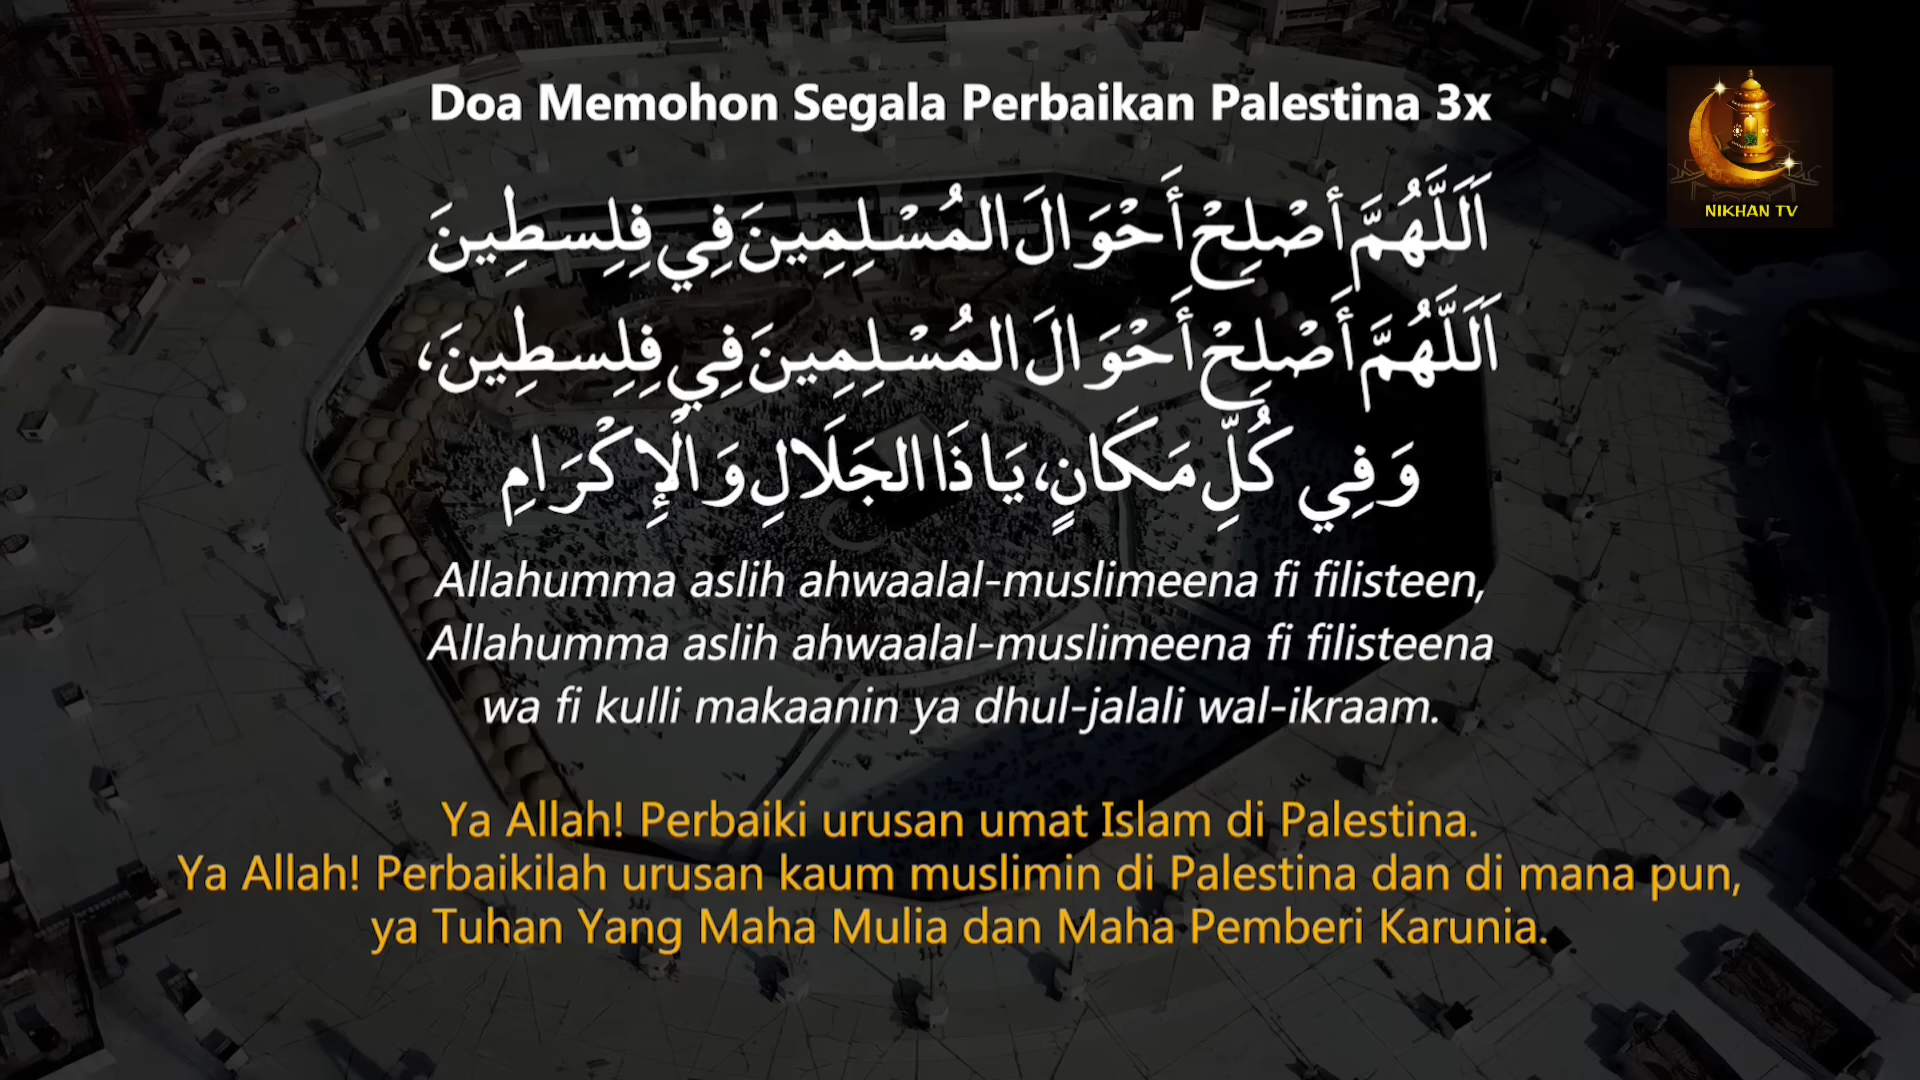 Doa Memohon Segala Perbaikan Palestina 3x
NIKHAN TV
اَللَّهُمَّ أصْلِحْ أَحْوَالَ المُسْلِمِينَ فِي فِلِسطِينَ
اَللَّهُمَّ أَصْلِحْ أَحْوَالَ المُسْلِمِينَ فِي فِلِسطِينَ،
وَفِي كُلِّ مَكَانٍ، يَا ذَا الجَلَالِ وَالْإِكْرَامِ
Allahumma aslih ahwaalal-muslimeena fi filisteen,
Allahumma aslih ahwaalal-muslimeena fi filisteena
wa fi kulli makaanin ya dhul-jalali wal-ikraam.
Ya Allah! Perbaiki urusan umat Islam di Palestina.
Ya Allah! Perbaikilah urusan kaum muslimin di Palestina dan di mana pun,
ya Tuhan Yang Maha Mulia dan Maha Pemberi Karunia.